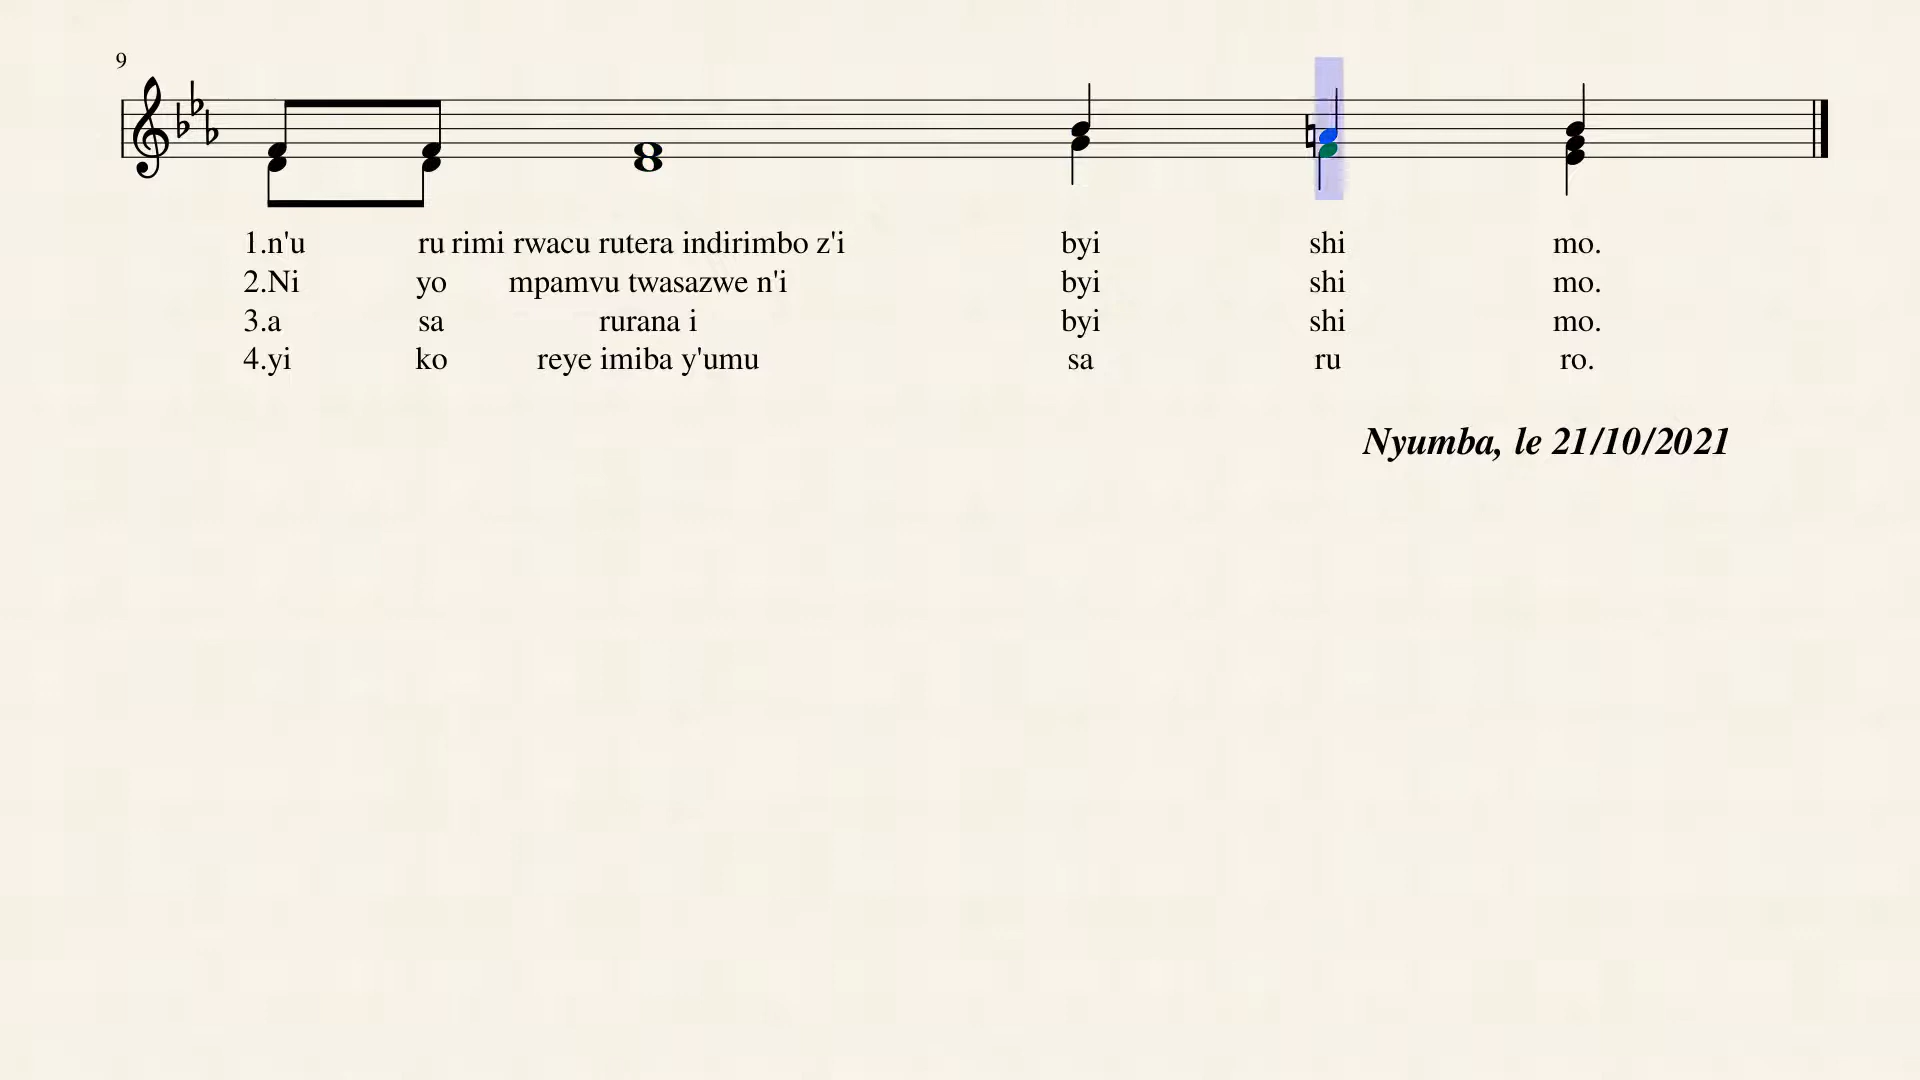 9
1.n'u ru rimi rwacu rutera indirimbo z'i byi shi mo.
2.Ni yo mpamvu twasazwe n'i byi shi mo.
3.a sa rurana i byi shi mo.
4.yi ko reye imiba y'umu sa ru ro.
Nyumba, le 21/10/2021